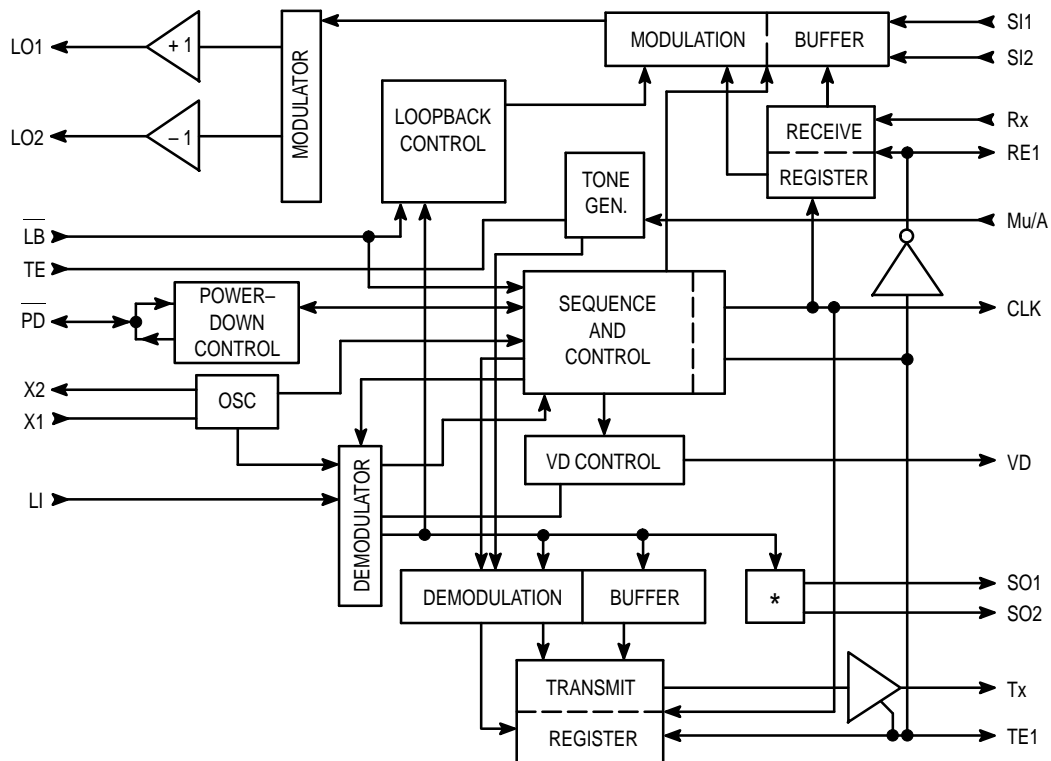 LO1
+ 1
LO2
– 1
MODULATOR
MODULATION
BUFFER
SI1
SI2
LOOPBACK
CONTROL
RECEIVE
REGISTER
Rx
RE1
TONE
GEN.
Mu/A
LB
TE
PD
POWER–
DOWN
CONTROL
SEQUENCE
AND
CONTROL
CLK
X2
X1
OSC
LI
DEMODULATOR
VD CONTROL
VD
DEMODULATION
BUFFER
*
SO1
SO2
TRANSMIT
REGISTER
Tx
TE1